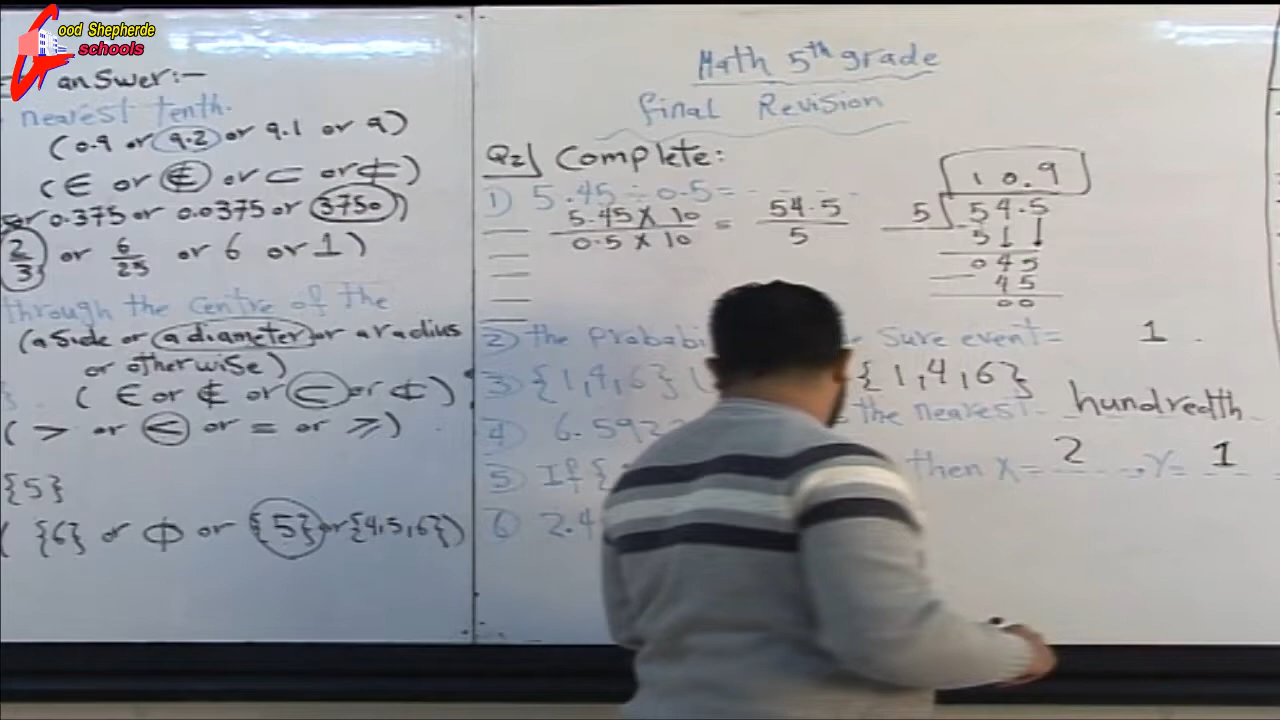 Good Shepherde
schools
answer:-
nearest tenth.
(0.9 or 9.2 or 9.1 or 9)
(∈ or ∉ or ⊂ or ⊄)
or 0.375 or 0.0375 or 3750)
2/3 or 6/25 or 6 or 1)
through the centre of the
(a side or a diameter or a radius
or otherwise)
(∈ or ∉ or ⊂ or ⊄)
(> or < or = or ≥)
{5}
({6} or Φ or {5} or {4,5,6})
Math 5th grade
final Revision
Q2] Complete:
1) 5.45 ÷ 0.5 =
5.45 X 10 / 0.5 X 10 = 54.5 / 5
10.9
5 54.5
5
045
45
00
2) the sure event = 1
3) {1,4,6} {1,4,6}
4) 6.592 the nearest hundredth
5) If { then X= 2 , Y= 1
6) 2.4